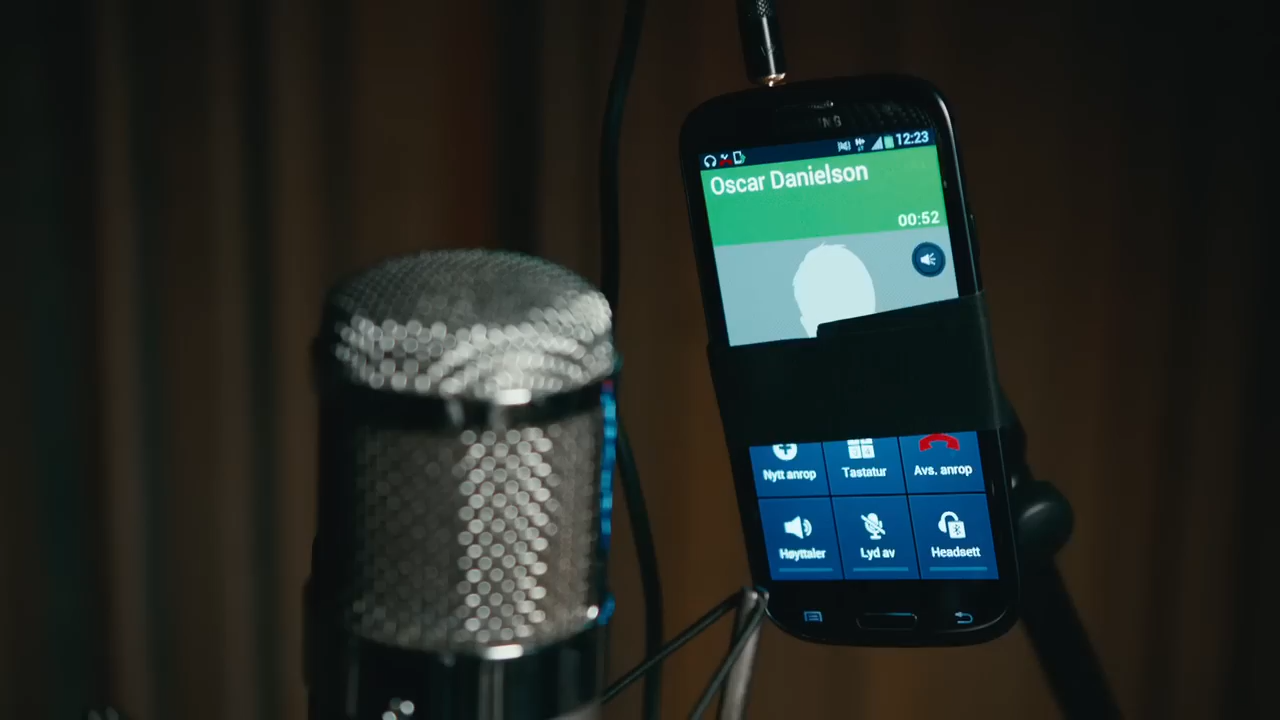 12:23
Oscar Danielson
00:52
Nytt anrop Tastatur Avs. anrop
Høyttaler Lyd av Headsett